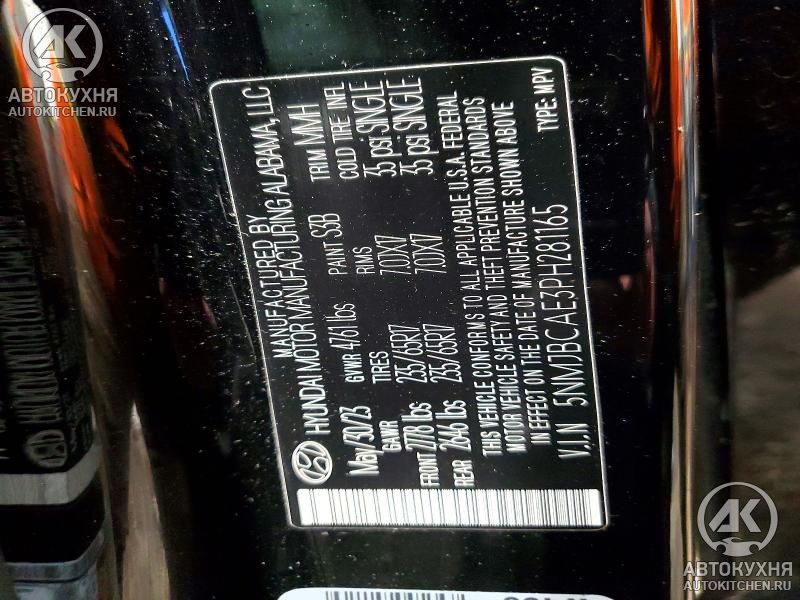 MANUFACTURED BY
HYUNDAI MOTOR MANUFACTURING ALABAMA, LLC
May/30/23 GVWR 4761 lbs PAINT S3B TRIM MMH
GAWR TIRES RIMS COLD TIRE INFL
FRONT 2778 lbs 235/65R17 7.0JX17 35 psi SINGLE
REAR 2646 lbs 235/65R17 7.0JX17 35 psi SINGLE
THIS VEHICLE CONFORMS TO ALL APPLICABLE U.S.A. FEDERAL
MOTOR VEHICLE SAFETY AND THEFT PREVENTION STANDARDS
IN EFFECT ON THE DATE OF MANUFACTURE SHOWN ABOVE
V.I.N 5NMJBCAE3PH281165 TYPE: MPV
АК
АВТОКУХНЯ
AUTOKITCHEN.RU
АК
АВТОКУХНЯ
AUTOKITCHEN.RU